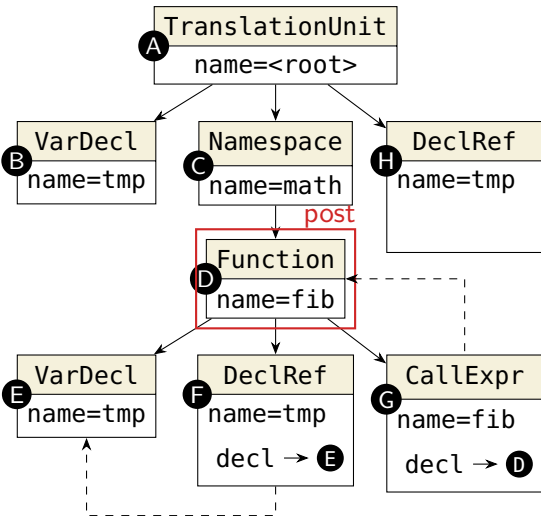 TranslationUnit
A
name=<root>
VarDecl
B
name=tmp
Namespace
C
name=math
DeclRef
H
name=tmp
post
Function
D
name=fib
VarDecl
E
name=tmp
DeclRef
F
name=tmp
decl → E
CallExpr
G
name=fib
decl → D